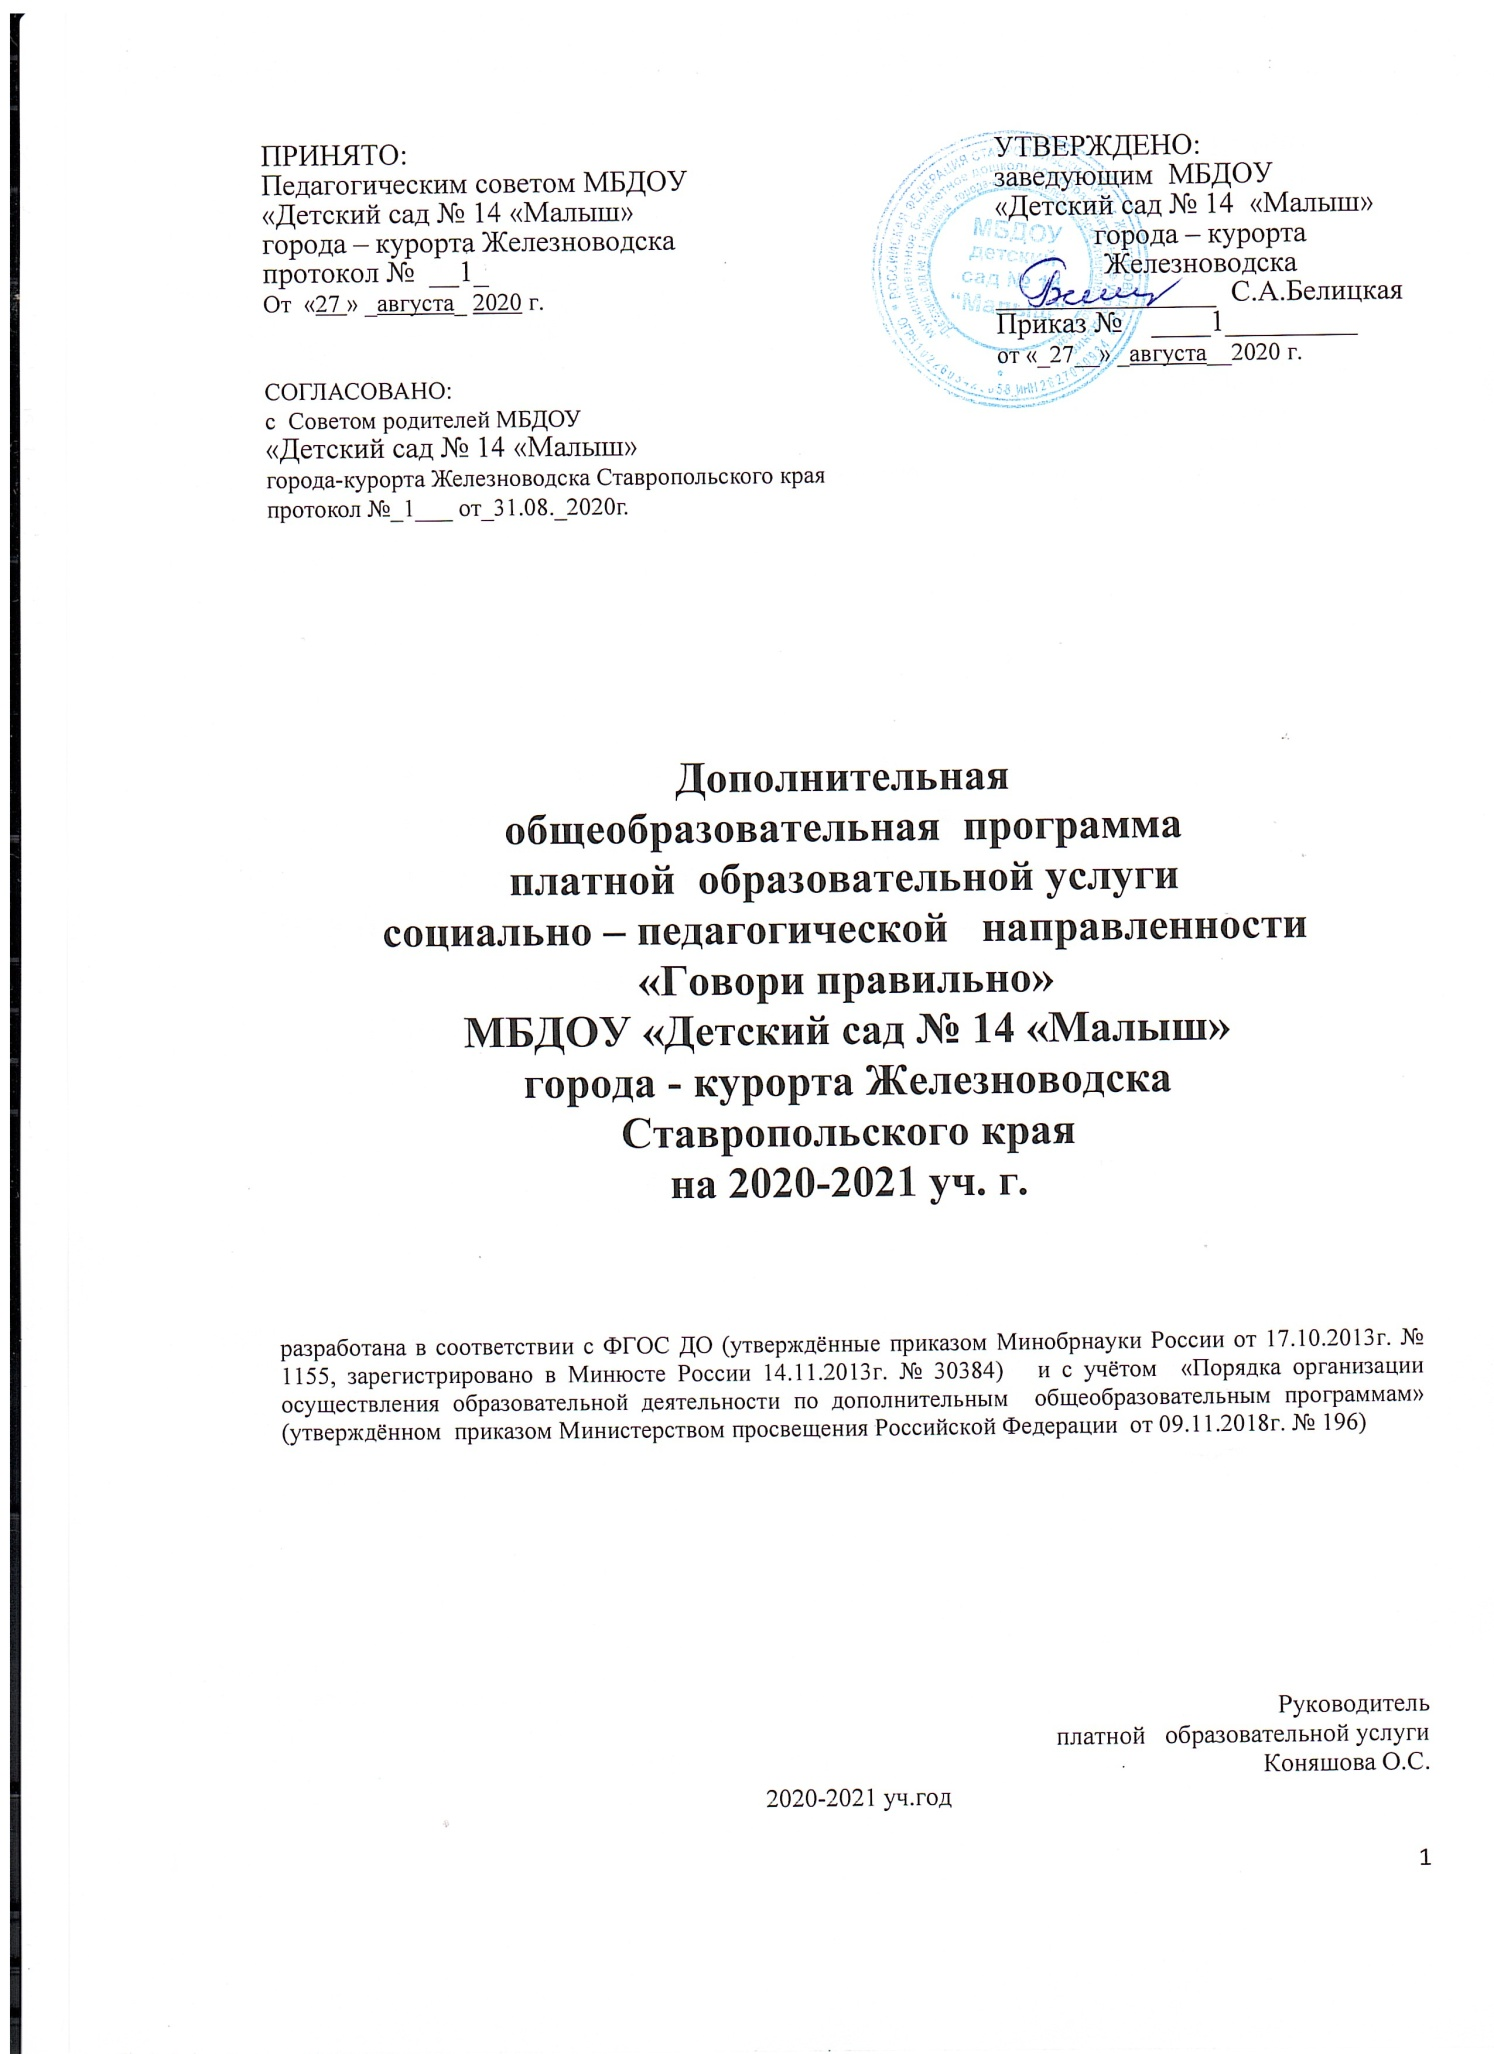 ПРИНЯТО:
Педагогическим советом МБДОУ
«Детский сад № 14 «Малыш»
города – курорта Железноводска
протокол № __1_
От «27_» _августа_ 2020 г.
УТВЕРЖДЕНО:
заведующим МБДОУ
«Детский сад № 14 «Малыш»
города – курорта
Железноводска
________________ С.А.Белицкая
Приказ № ____1_________
от «_27__» _августа__2020 г.
МБДОУ
детский
сад №
"Малыш"
СОГЛАСОВАНО:
с Советом родителей МБДОУ
«Детский сад № 14 «Малыш»
города-курорта Железноводска Ставропольского края
протокол №_1___ от_31.08._2020г.
Дополнительная
общеобразовательная программа
платной образовательной услуги
социально – педагогической направленности
«Говори правильно»
МБДОУ «Детский сад № 14 «Малыш»
города - курорта Железноводска
Ставропольского края
на 2020-2021 уч. г.
разработана в соответствии с ФГОС ДО (утверждённые приказом Минобрнауки России от 17.10.2013г. №
1155, зарегистрировано в Минюсте России 14.11.2013г. № 30384) и с учётом «Порядка организации
осуществления образовательной деятельности по дополнительным общеобразовательным программам»
(утверждённом приказом Министерством просвещения Российской Федерации от 09.11.2018г. № 196)
Руководитель
платной образовательной услуги
Коняшова О.С.
2020-2021 уч.год
1